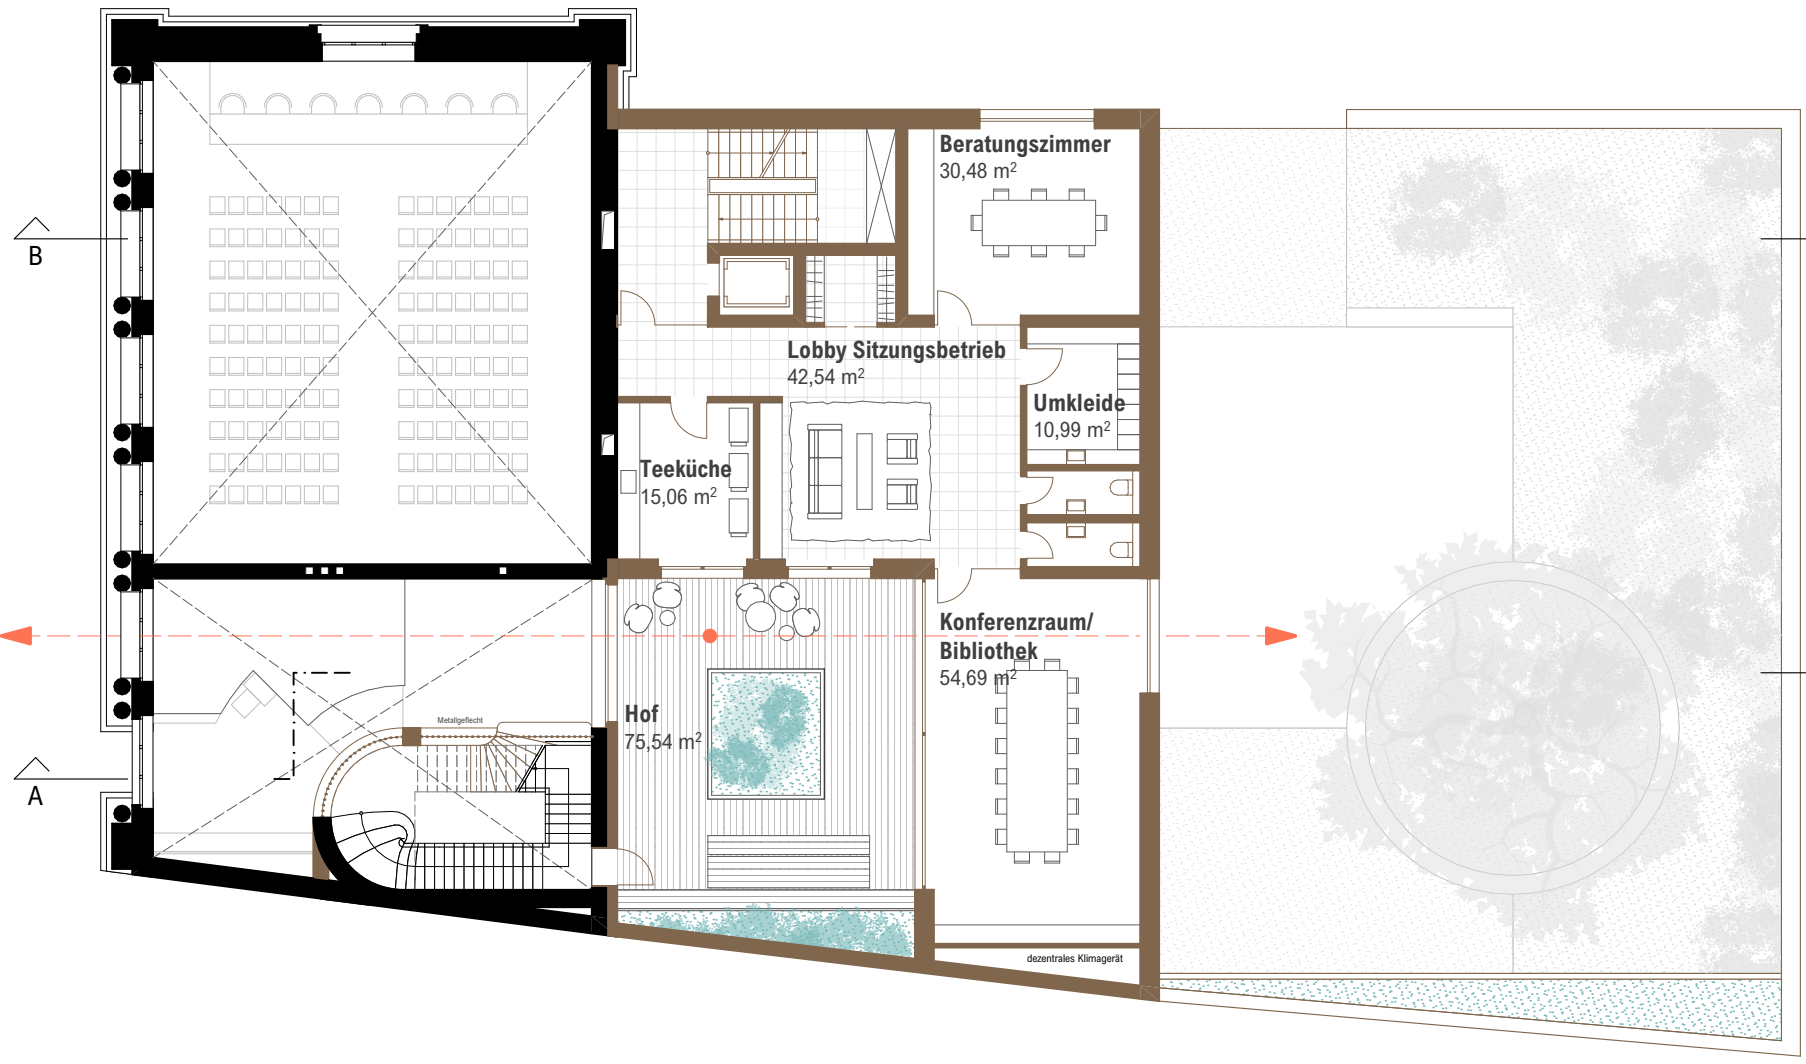 Beratungszimmer
30,48 m²
B
Lobby Sitzungsbetrieb
42,54 m²
Umkleide
10,99 m²
Teeküche
15,06 m²
Konferenzraum/
Bibliothek
54,69 m²
Hof
75,54 m²
Metallgeflecht
A
dezentrales Klimagerät